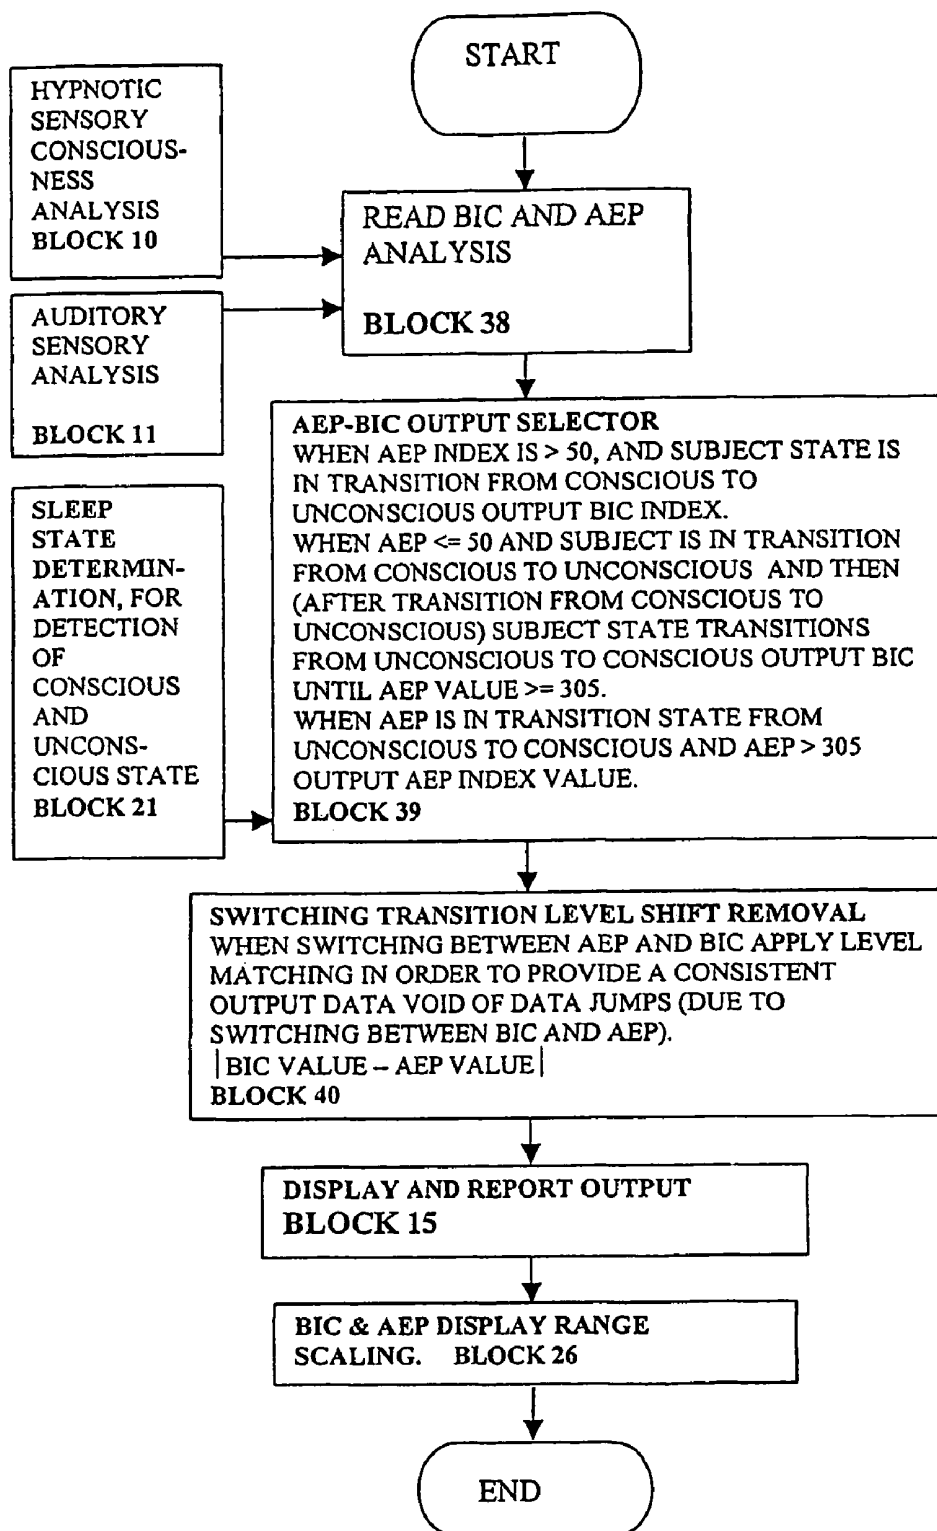 START
HYPNOTIC
SENSORY
CONSCIOUS-
NESS
ANALYSIS
BLOCK 10
READ BIC AND AEP
ANALYSIS
BLOCK 38
AUDITORY
SENSORY
ANALYSIS
BLOCK 11
AEP-BIC OUTPUT SELECTOR
WHEN AEP INDEX IS > 50, AND SUBJECT STATE IS
IN TRANSITION FROM CONSCIOUS TO
UNCONSCIOUS OUTPUT BIC INDEX.
WHEN AEP <= 50 AND SUBJECT IS IN TRANSITION
FROM CONSCIOUS TO UNCONSCIOUS AND THEN
(AFTER TRANSITION FROM CONSCIOUS TO
UNCONSCIOUS) SUBJECT STATE TRANSITIONS
FROM UNCONSCIOUS TO CONSCIOUS OUTPUT BIC
UNTIL AEP VALUE >= 305.
WHEN AEP IS IN TRANSITION STATE FROM
UNCONSCIOUS TO CONSCIOUS AND AEP > 305
OUTPUT AEP INDEX VALUE.
BLOCK 39
SLEEP
STATE
DETERMIN-
ATION, FOR
DETECTION
OF
CONSCIOUS
AND
UNCONS-
CIOUS STATE
BLOCK 21
SWITCHING TRANSITION LEVEL SHIFT REMOVAL
WHEN SWITCHING BETWEEN AEP AND BIC APPLY LEVEL
MATCHING IN ORDER TO PROVIDE A CONSISTENT
OUTPUT DATA VOID OF DATA JUMPS (DUE TO
SWITCHING BETWEEN BIC AND AEP).
|BIC VALUE – AEP VALUE|
BLOCK 40
DISPLAY AND REPORT OUTPUT
BLOCK 15
BIC & AEP DISPLAY RANGE
SCALING. BLOCK 26
END